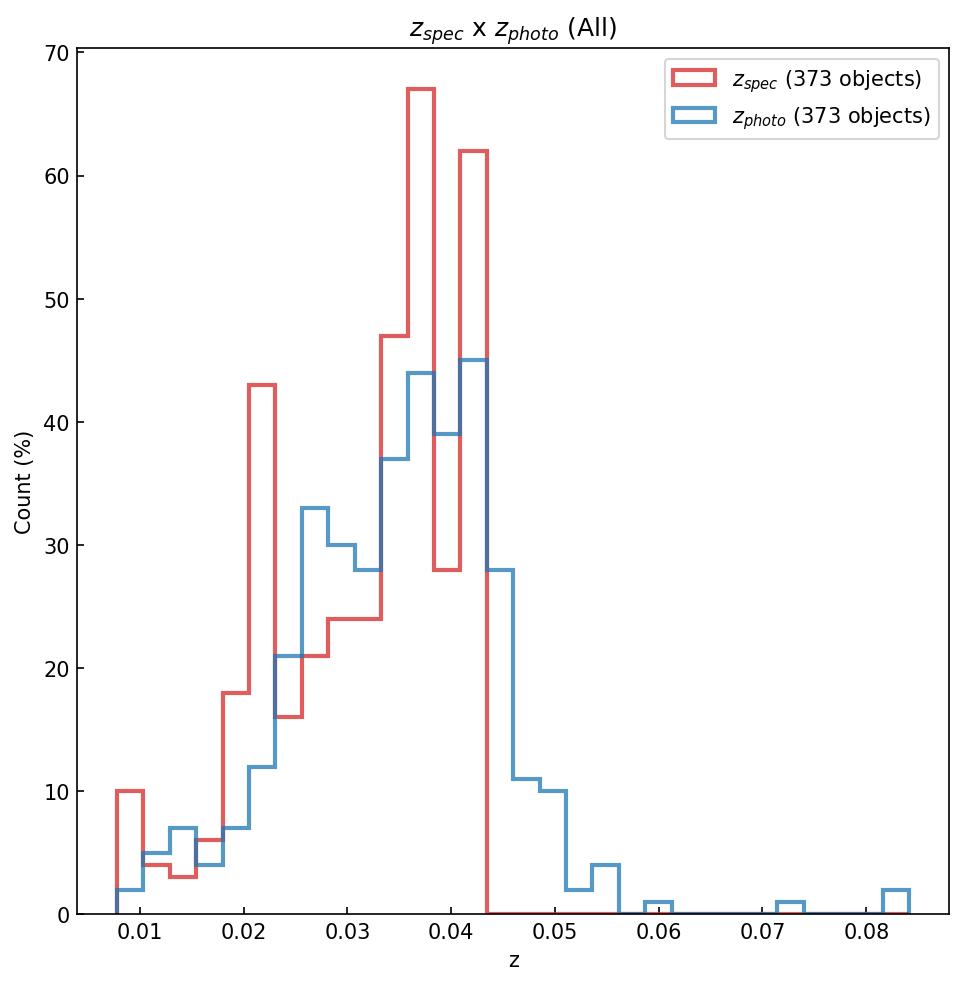 z_spec x z_photo (All)
z_spec (373 objects)
z_photo (373 objects)
Count (%)
70
60
50
40
30
20
10
0
0.01 0.02 0.03 0.04 0.05 0.06 0.07 0.08
z